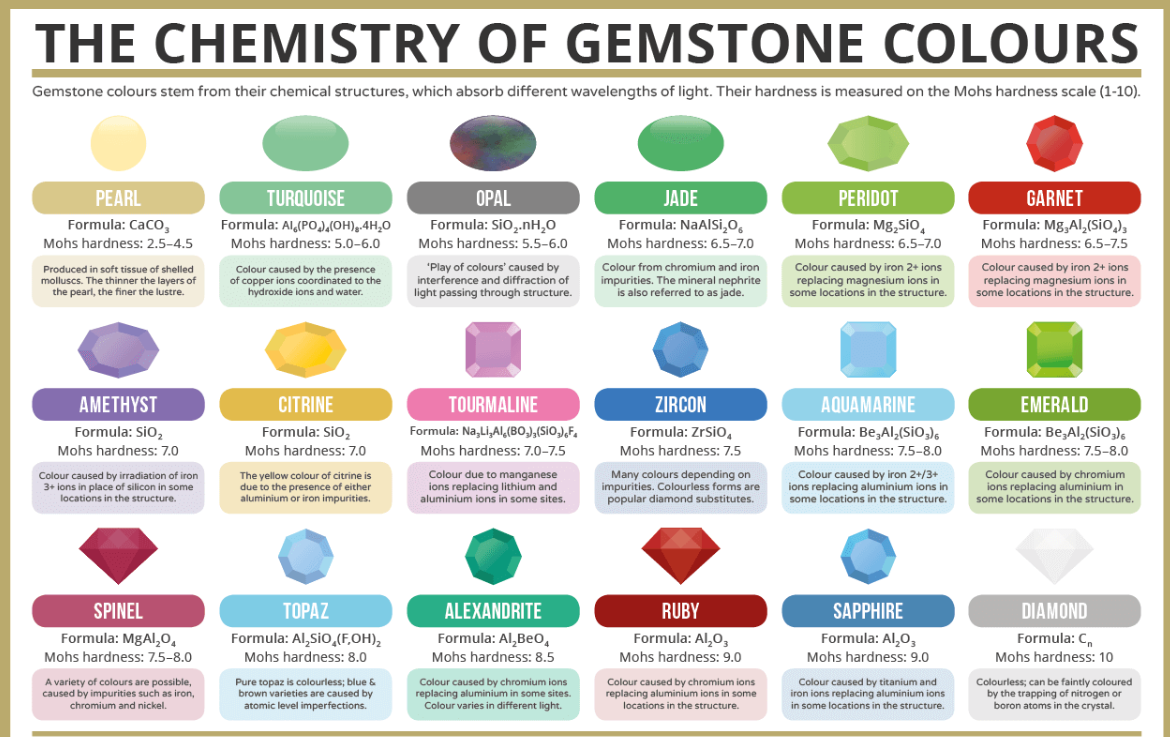 THE CHEMISTRY OF GEMSTONE COLOURS
Gemstone colours stem from their chemical structures, which absorb different wavelengths of light. Their hardness is measured on the Mohs hardness scale (1-10).
PEARL
Formula: CaCO₃
Mohs hardness: 2.5–4.5
Produced in soft tissue of shelled
molluscs. The thinner the layers of
the pearl, the finer the lustre.
TURQUOISE
Formula: Al₆(PO₄)₄(OH)₈.4H₂O
Mohs hardness: 5.0–6.0
Colour caused by the presence
of copper ions coordinated to the
hydroxide ions and water.
OPAL
Formula: SiO₂.nH₂O
Mohs hardness: 5.5–6.0
‘Play of colours’ caused by
interference and diffraction of
light passing through structure.
JADE
Formula: NaAlSi₂O₆
Mohs hardness: 6.5–7.0
Colour from chromium and iron
impurities. The mineral nephrite
is also referred to as jade.
PERIDOT
Formula: Mg₂SiO₄
Mohs hardness: 6.5–7.0
Colour caused by iron 2+ ions
replacing magnesium ions in
some locations in the structure.
GARNET
Formula: Mg₃Al₂(SiO₄)₃
Mohs hardness: 6.5–7.5
Colour caused by iron 2+ ions
replacing magnesium ions in
some locations in the structure.
AMETHYST
Formula: SiO₂
Mohs hardness: 7.0
Colour caused by irradiation of iron
3+ ions in place of silicon in some
locations in the structure.
CITRINE
Formula: SiO₂
Mohs hardness: 7.0
The yellow colour of citrine is
due to the presence of either
aluminium or iron impurities.
TOURMALINE
Formula: Na₃Li₃Al₆(BO₃)₃(SiO₃)₆F₄
Mohs hardness: 7.0–7.5
Colour due to manganese
ions replacing lithium and
aluminium ions in some sites.
ZIRCON
Formula: ZrSiO₄
Mohs hardness: 7.5
Many colours depending on
impurities. Colourless forms are
popular diamond substitutes.
AQUAMARINE
Formula: Be₃Al₂(SiO₃)₆
Mohs hardness: 7.5–8.0
Colour caused by iron 2+/3+
ions replacing aluminium ions in
some locations in the structure.
EMERALD
Formula: Be₃Al₂(SiO₃)₆
Mohs hardness: 7.5–8.0
Colour caused by chromium
ions replacing aluminium in
some locations in the structure.
SPINEL
Formula: MgAl₂O₄
Mohs hardness: 7.5–8.0
A variety of colours are possible,
caused by impurities such as iron,
chromium and nickel.
TOPAZ
Formula: Al₂SiO₄(F,OH)₂
Mohs hardness: 8.0
Pure topaz is colourless; blue &
brown varieties are caused by
atomic level imperfections.
ALEXANDRITE
Formula: Al₂BeO₄
Mohs hardness: 8.5
Colour caused by chromium ions
replacing aluminium in some sites.
Colour varies in different light.
RUBY
Formula: Al₂O₃
Mohs hardness: 9.0
Colour caused by chromium ions
replacing aluminium ions in some
locations in the structure.
SAPPHIRE
Formula: Al₂O₃
Mohs hardness: 9.0
Colour caused by titanium and
iron ions replacing aluminium ions
in some locations in the structure.
DIAMOND
Formula: Cₙ
Mohs hardness: 10
Colourless; can be faintly coloured
by the trapping of nitrogen or
boron atoms in the crystal.